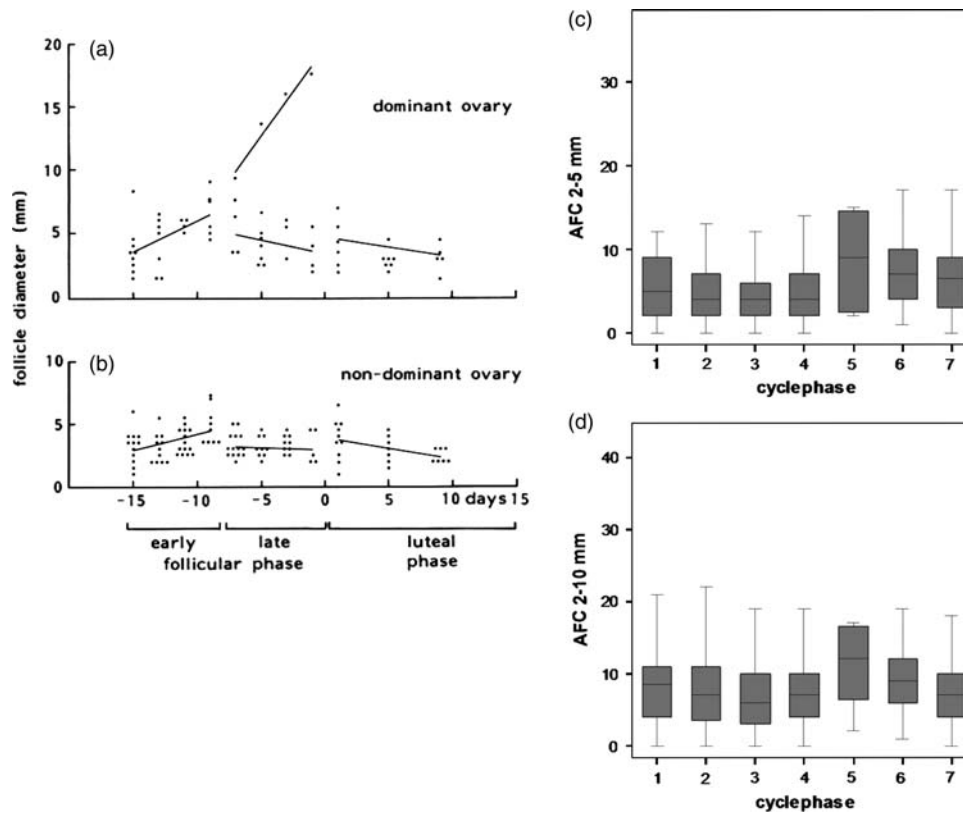 (a)
20
15
10
5
0
dominant ovary
follicle diameter (mm)
(b)
10
5
0
non-dominant ovary
-15 -10 -5 0 5 10 days 15
early late luteal
follicular phase phase
(c)
AFC 2-5 mm
30
20
10
0
1 2 3 4 5 6 7
cyclephase
(d)
AFC 2-10 mm
40
30
20
10
0
1 2 3 4 5 6 7
cyclephase